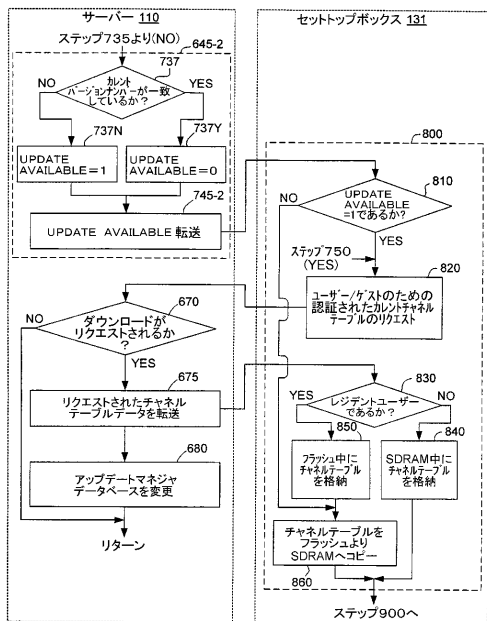 サーバー 110
ステップ735より(NO)
645-2
737
カレント
バージョンナンバーが一致
しているか?
NO
YES
737N
737Y
UPDATE
AVAILABLE=1
UPDATE
AVAILABLE=0
745-2
UPDATE AVAILABLE 転送
670
NO
ダウンロードが
リクエストされるか
?
YES
675
リクエストされたチャネル
テーブルデータを転送
680
アップデートマネジャ
データベースを変更
リターン
セットトップボックス 131
800
810
NO
UPDATE
AVAILABLE
=1であるか?
YES
ステップ750
(YES)
820
ユーザー/ゲストのための
認証されたカレントチャネル
テーブルのリクエスト
830
YES
レジデントユーザー
であるか?
NO
850
840
フラッシュ中に
チャネルテーブル
を格納
SDRAM中に
チャネルテーブル
を格納
チャネルテーブルを
フラッシュより
SDRAMへコピー
860
ステップ900へ